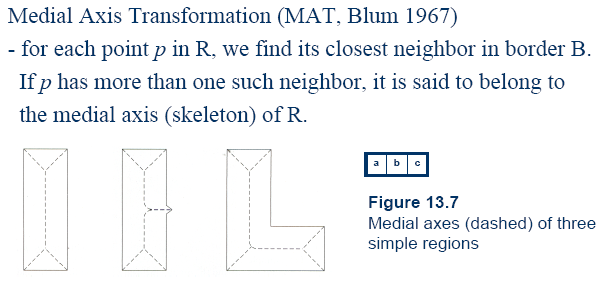 Medial Axis Transformation (MAT, Blum 1967)
- for each point p in R, we find its closest neighbor in border B.
If p has more than one such neighbor, it is said to belong to
the medial axis (skeleton) of R.
a b c
Figure 13.7
Medial axes (dashed) of three
simple regions